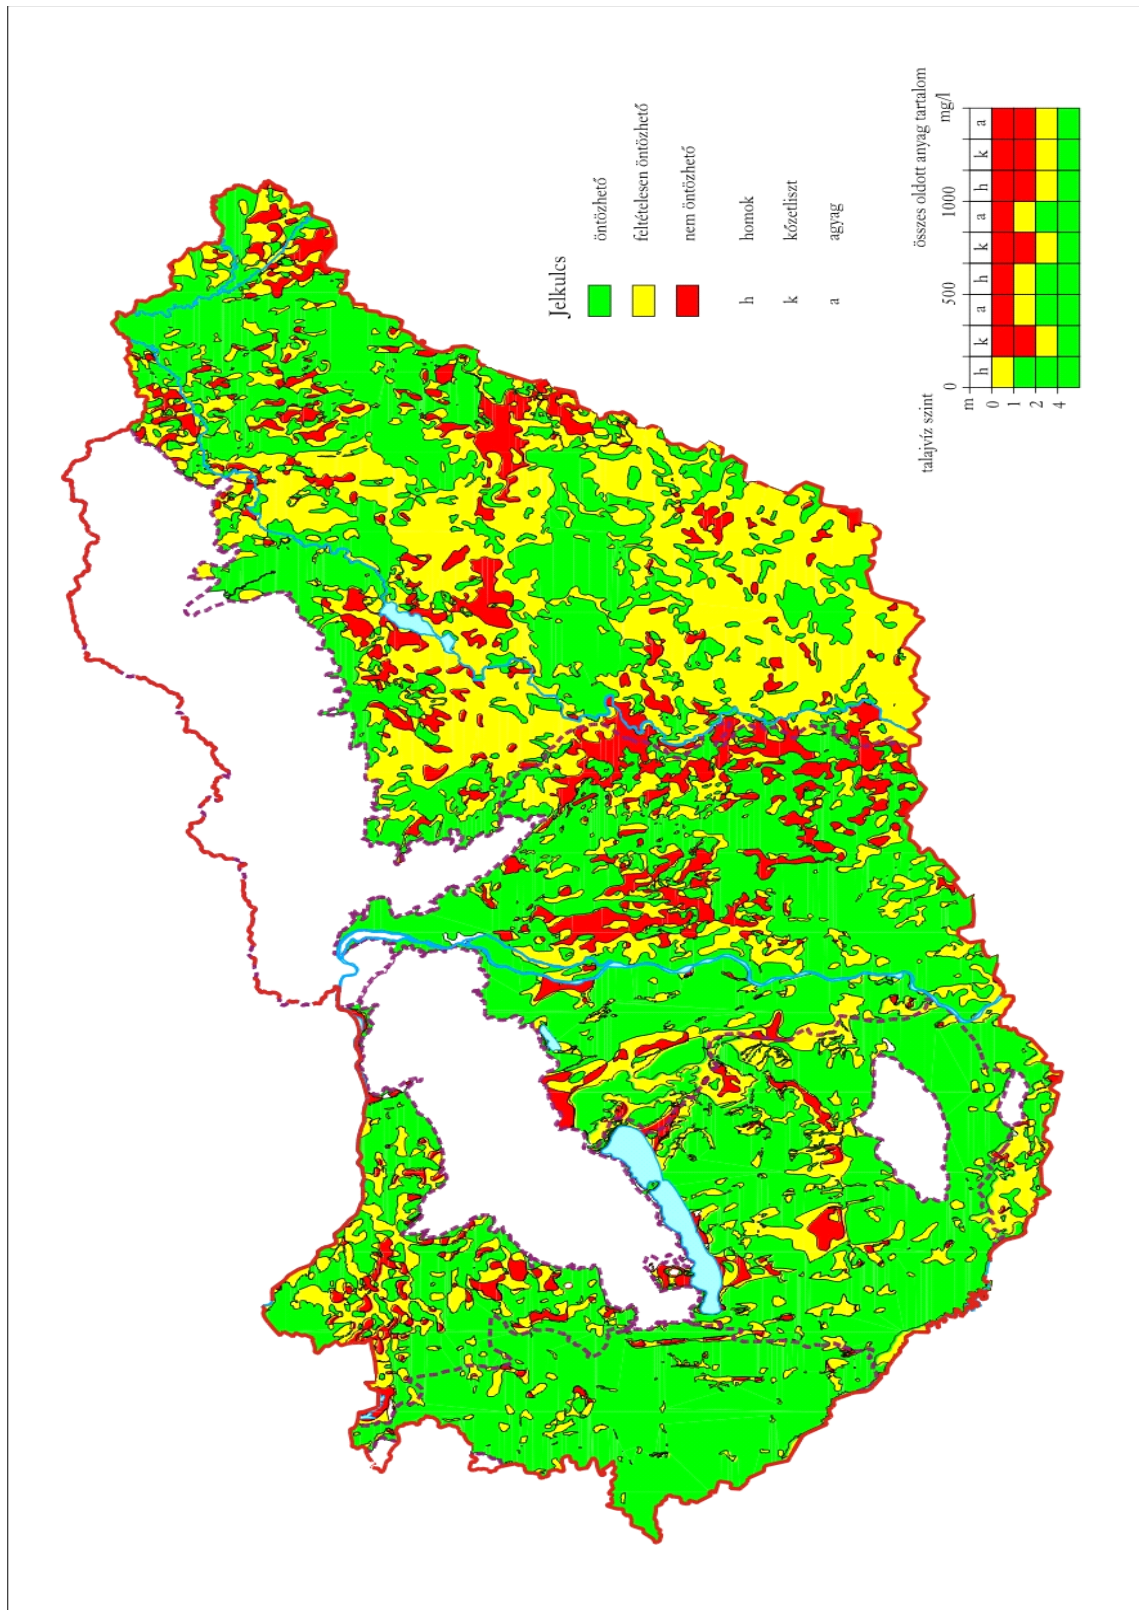 Jelkulcs
öntözhető
feltételesen öntözhető
nem öntözhető
h homok
k kőzetliszt
a agyag
összes oldott anyag tartalom
0 500 1000 mg/l
m h k a h k a h k a
0
1
2
4
talajvíz szint